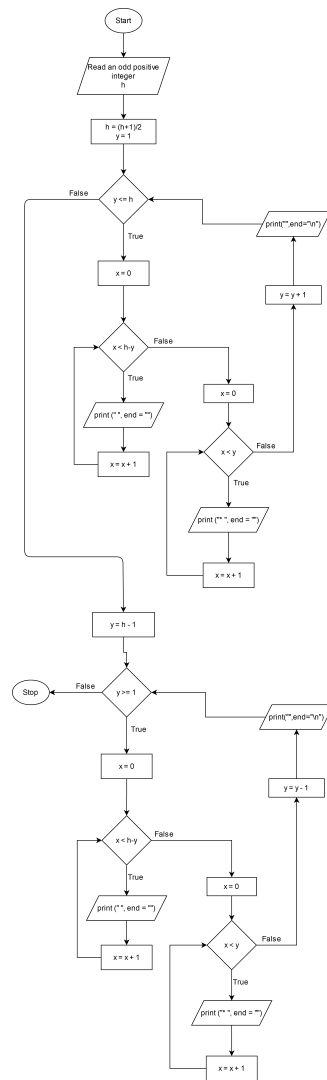 Start
Read an odd positive
integer
h
h = (h+1)/2
y = 1
False
y <= h
print("",end="\n")
True
y = y + 1
x = 0
x < h-y
False
True
x = 0
print (" ", end = "")
x < y
False
x = x + 1
True
print ("* ", end = "")
x = x + 1
y = h - 1
Stop
False
y >= 1
print("",end="\n")
True
x = 0
y = y - 1
x < h-y
False
True
x = 0
print (" ", end = "")
x < y
False
x = x + 1
True
print ("* ", end = "")
x = x + 1